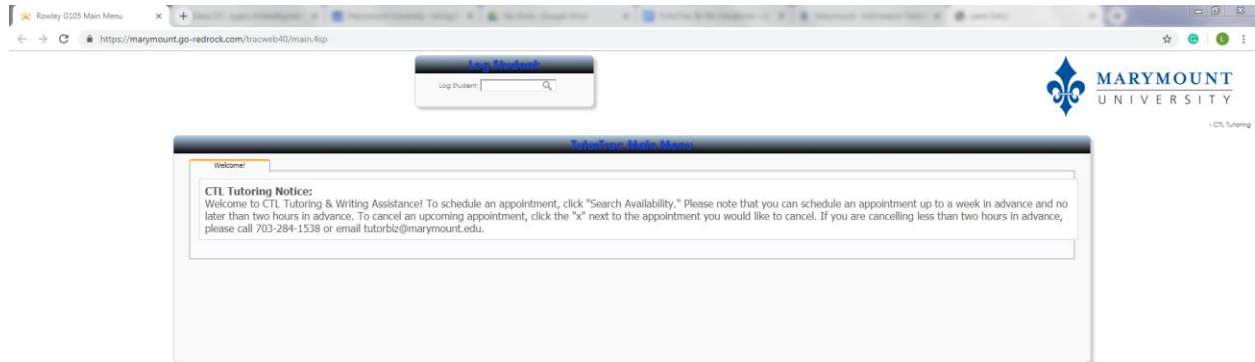 Rowley G105 Main Menu
https://marymount.go-redrock.com/tracweb40/main.4sp
Log Student
Log Student:
MARYMOUNT
UNIVERSITY
- CTL Tutoring
TutorTrac Main Menu
Welcome!
CTL Tutoring Notice:
Welcome to CTL Tutoring & Writing Assistance! To schedule an appointment, click "Search Availability." Please note that you can schedule an appointment up to a week in advance and no
later than two hours in advance. To cancel an upcoming appointment, click the "x" next to the appointment you would like to cancel. If you are cancelling less than two hours in advance,
please call 703-284-1538 or email tutorbiz@marymount.edu.